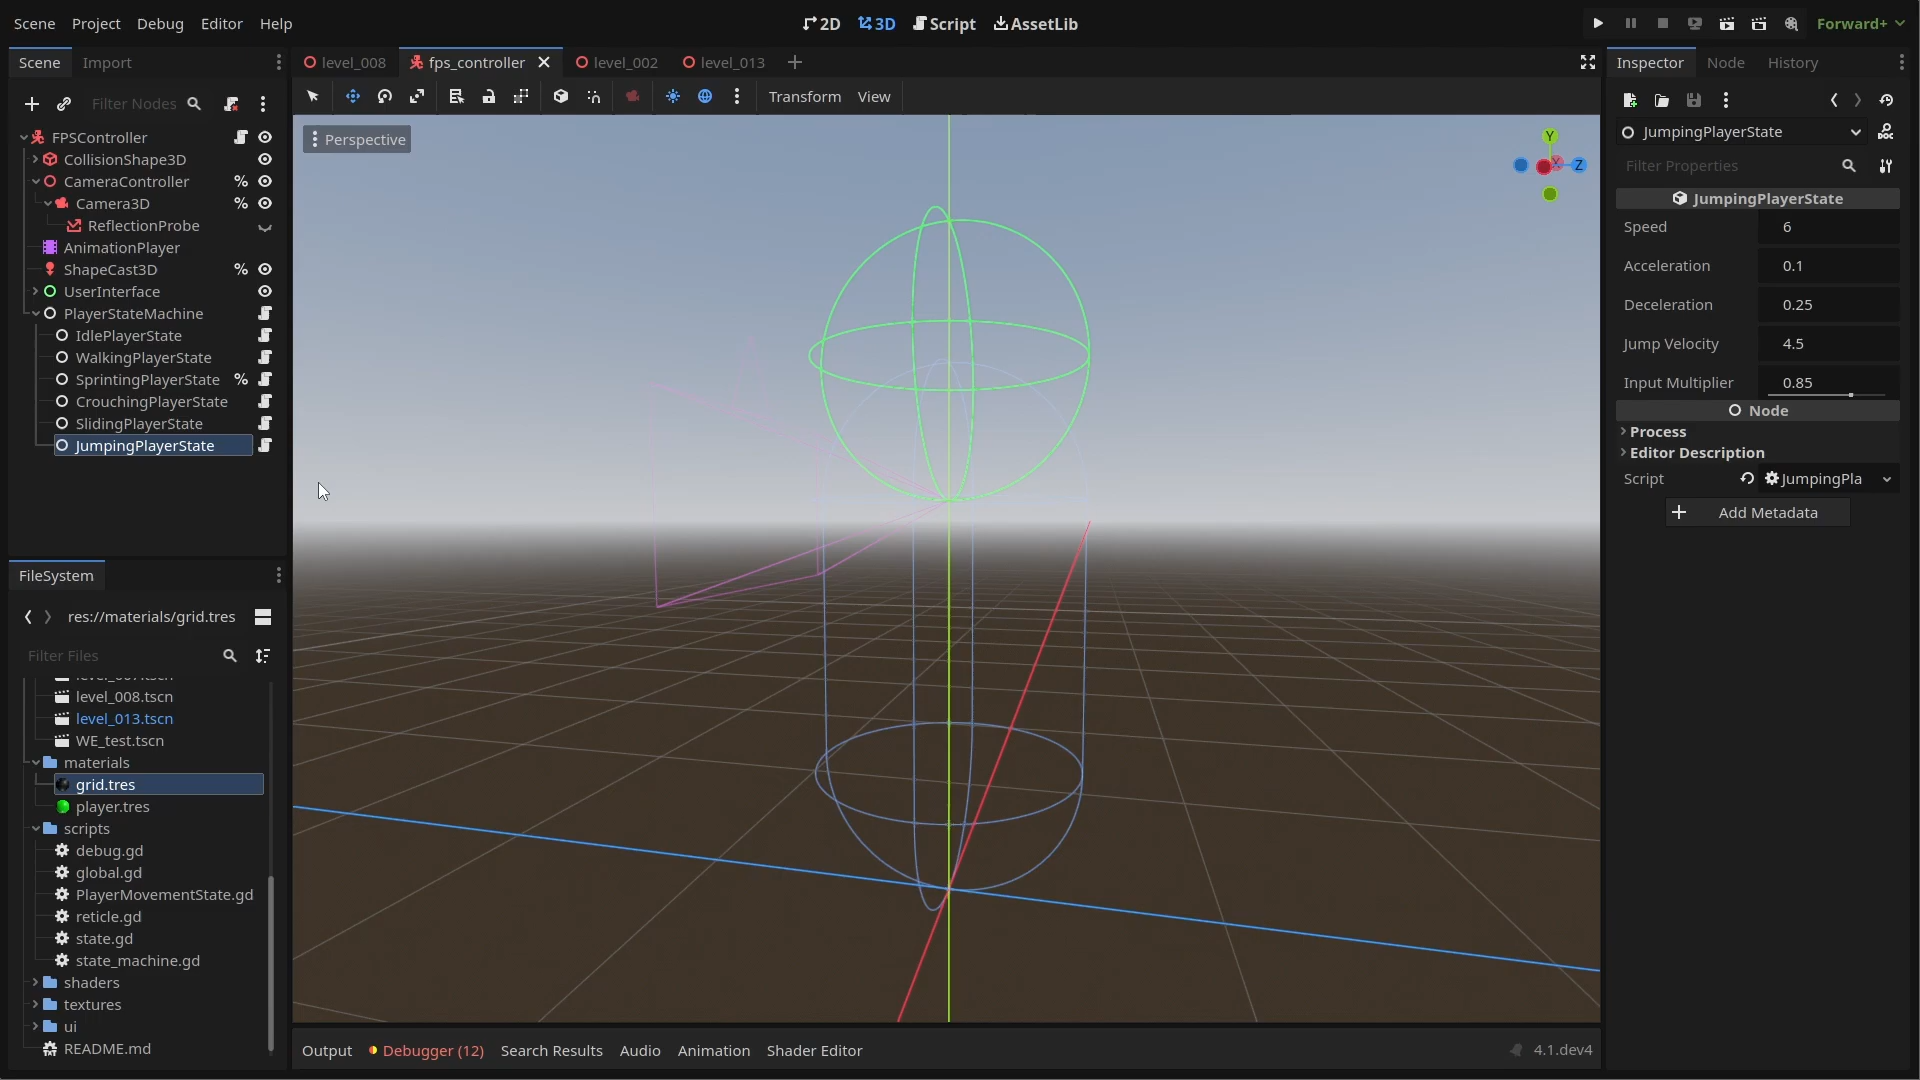 Scene Project Debug Editor Help
2D 3D Script AssetLib
Forward+
Scene Import
level_008 fps_controller level_002 level_013
Inspector Node History
Filter Nodes
Transform View
Perspective
Y
X
Z
FPSController
CollisionShape3D
CameraController %
Camera3D %
ReflectionProbe
AnimationPlayer
ShapeCast3D %
UserInterface
PlayerStateMachine
IdlePlayerState
WalkingPlayerState
SprintingPlayerState %
CrouchingPlayerState
SlidingPlayerState
JumpingPlayerState
JumpingPlayerState
DOC
Filter Properties
JumpingPlayerState
Speed 6
Acceleration 0.1
Deceleration 0.25
Jump Velocity 4.5
Input Multiplier 0.85
Node
Process
Editor Description
Script JumpingPla
Add Metadata
FileSystem
res://materials/grid.tres
Filter Files
level_008.tscn
level_013.tscn
WE_test.tscn
materials
grid.tres
player.tres
scripts
debug.gd
global.gd
PlayerMovementState.gd
reticle.gd
state.gd
state_machine.gd
shaders
textures
ui
README.md
Output Debugger (12) Search Results Audio Animation Shader Editor
4.1.dev4